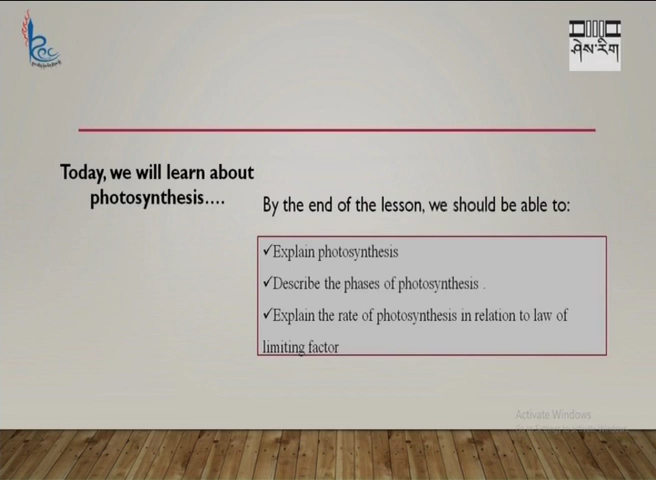 ཤེས་རིག
Today, we will learn about
photosynthesis....
By the end of the lesson, we should be able to:
✓Explain photosynthesis
✓Describe the phases of photosynthesis .
✓Explain the rate of photosynthesis in relation to law of
limiting factor
Activate Windows